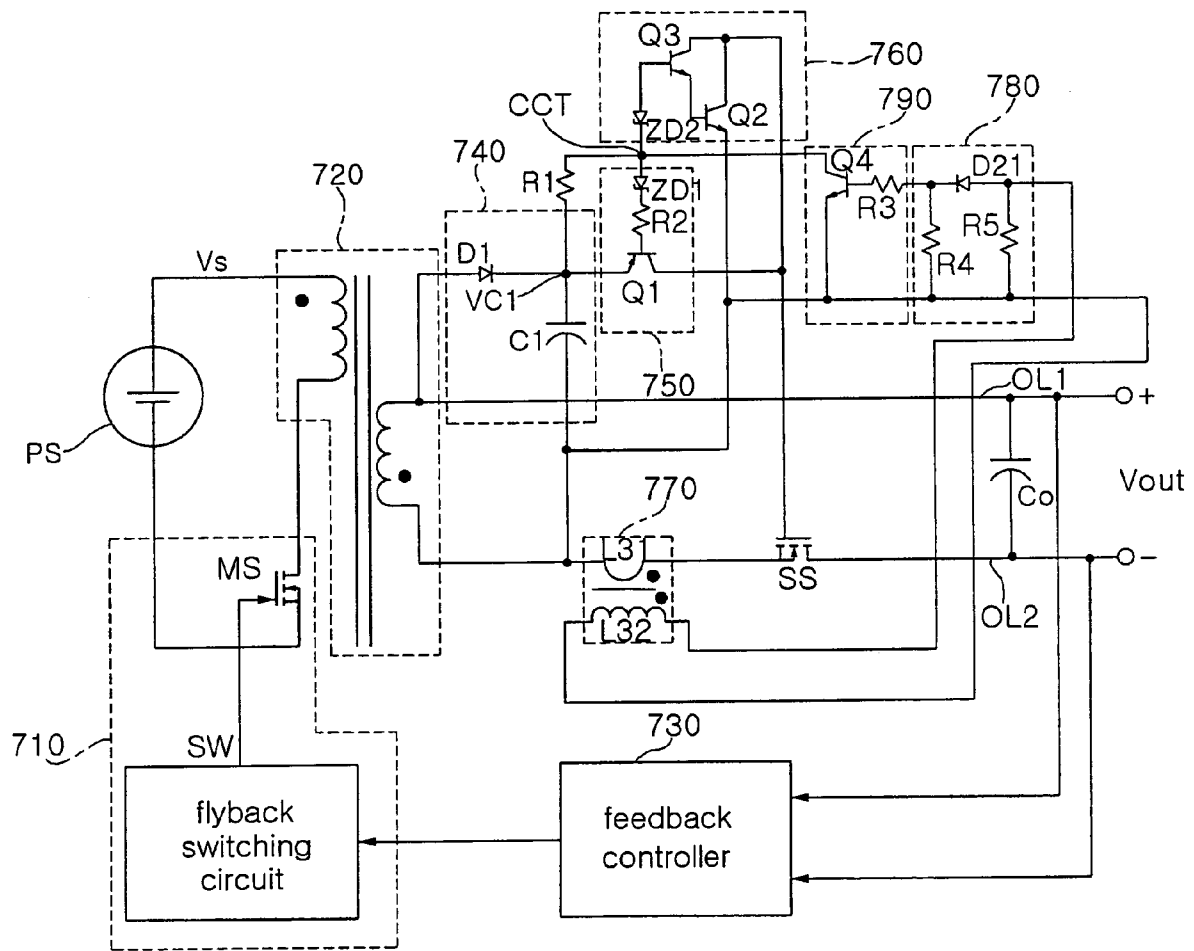 Q3
760
CCT
ZD2
Q2
790
780
740
720
R1
ZD1
R2
Q4
R3
D21
R5
R4
Vs
D1
VC1
Q1
C1
750
OL1
+
PS
770
Co
Vout
3
SS
−
OL2
MS
L32
710
SW
730
flyback
switching
circuit
feedback
controller